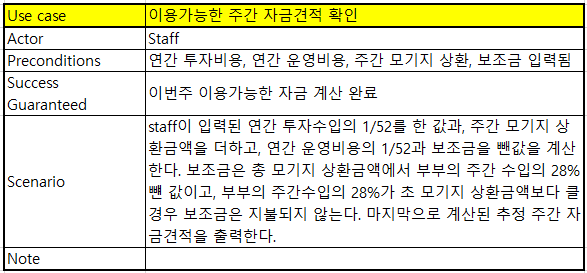 Use case 이용가능한 주간 자금견적 확인
Actor Staff
Preconditions 연간 투자비용, 연간 운영비용, 주간 모기지 상환, 보조금 입력됨
Success
Guaranteed 이번주 이용가능한 자금 계산 완료
Scenario
staff이 입력된 연간 투자수입의 1/52를 한 값과, 주간 모기지 상
환금액을 더하고, 연간 운영비용의 1/52과 보조금을 뺀값을 계산
한다. 보조금은 총 모기지 상환금액에서 부부의 주간 수입의 28%
뺸 값이고, 부부의 주간수입의 28%가 초 모기지 상환금액보다 클
경우 보조금은 지불되지 않는다. 마지막으로 계산된 추정 주간 자
금견적을 출력한다.
Note